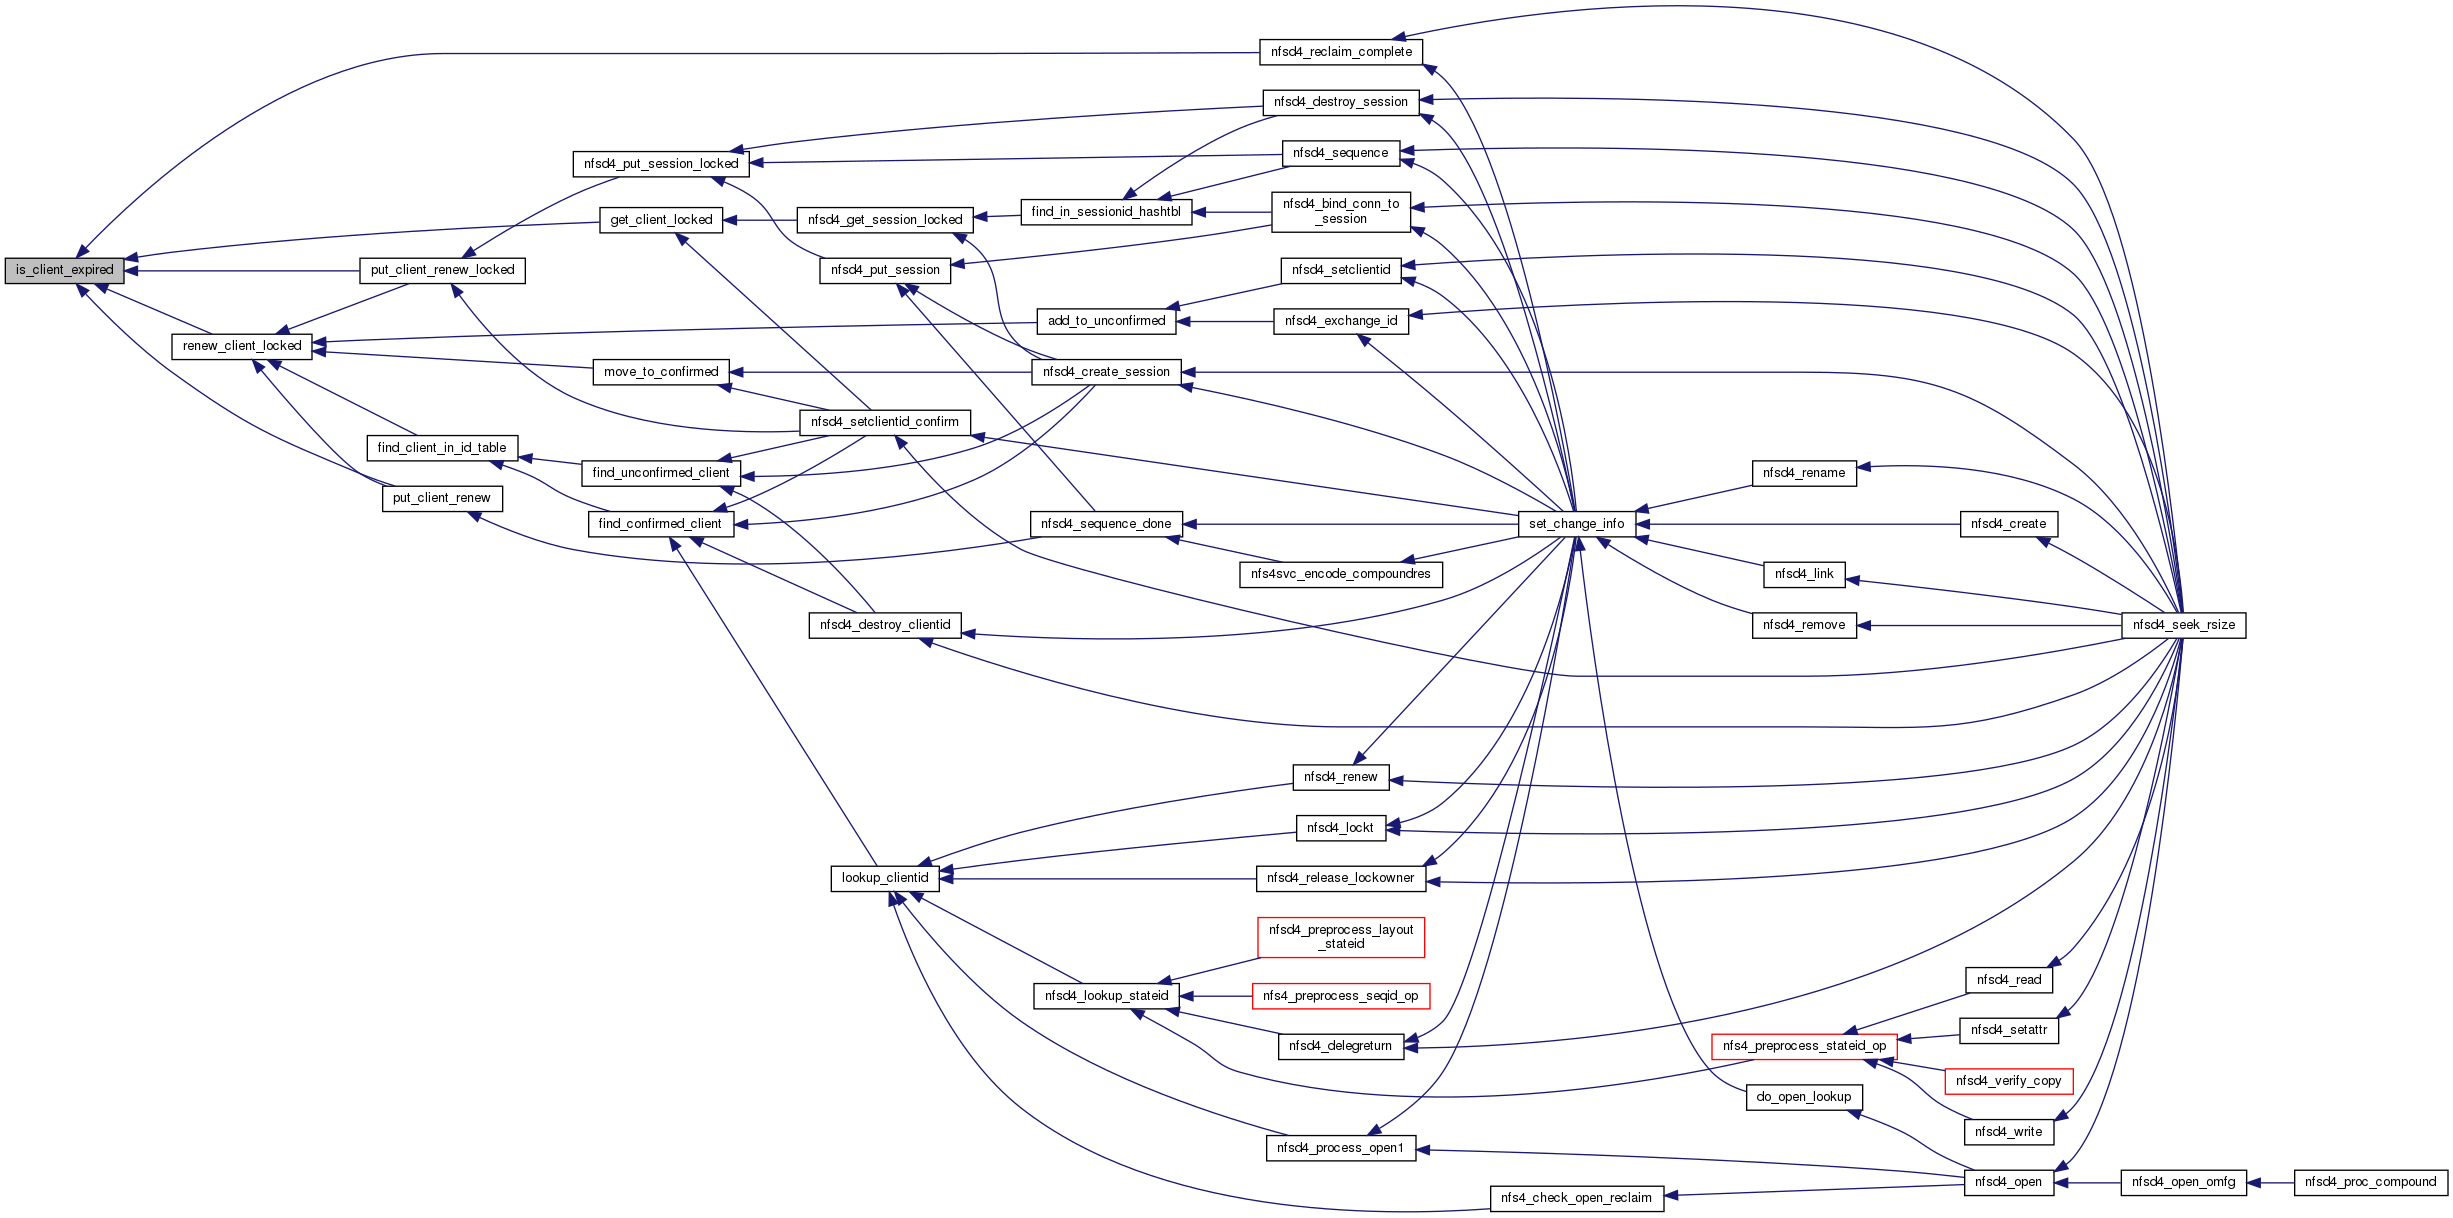 is_client_expired
nfsd4_reclaim_complete
nfsd4_destroy_session
nfsd4_put_session_locked
nfsd4_sequence
get_client_locked
nfsd4_get_session_locked
find_in_sessionid_hashtbl
nfsd4_bind_conn_to
_session
put_client_renew_locked
nfsd4_put_session
nfsd4_setclientid
renew_client_locked
add_to_unconfirmed
nfsd4_exchange_id
move_to_confirmed
nfsd4_create_session
nfsd4_setclientid_confirm
find_client_in_id_table
find_unconfirmed_client
put_client_renew
find_confirmed_client
nfsd4_sequence_done
nfs4svc_encode_compoundres
set_change_info
nfsd4_rename
nfsd4_create
nfsd4_link
nfsd4_remove
nfsd4_seek_rsize
nfsd4_destroy_clientid
nfsd4_renew
nfsd4_lockt
lookup_clientid
nfsd4_release_lockowner
nfsd4_preprocess_layout
_stateid
nfsd4_lookup_stateid
nfs4_preprocess_seqid_op
nfsd4_delegreturn
nfsd4_read
nfsd4_setattr
nfs4_preprocess_stateid_op
nfsd4_verify_copy
do_open_lookup
nfsd4_write
nfsd4_process_open1
nfs4_check_open_reclaim
nfsd4_open
nfsd4_open_omfg
nfsd4_proc_compound